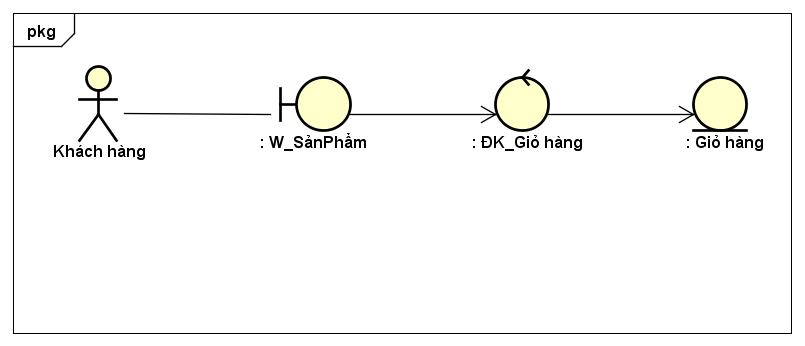 pkg
Khách hàng
: W_SảnPhẩm
: ĐK_Giỏ hàng
: Giỏ hàng